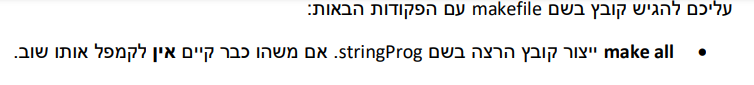 עליכם להגיש קובץ בשם makefile עם הפקודות הבאות:
• make all ייצור קובץ הרצה בשם stringProg. אם משהו כבר קיים אין לקמפל אותו שוב.